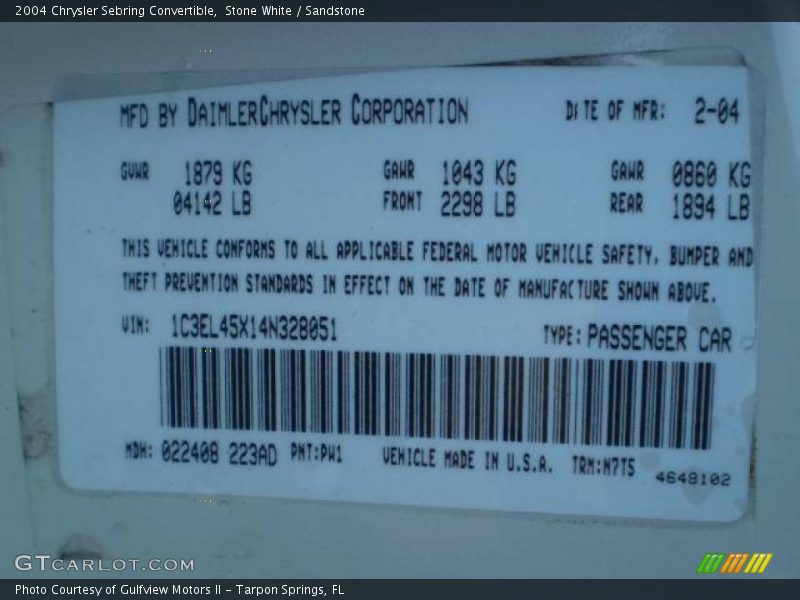 2004 Chrysler Sebring Convertible,  Stone White / Sandstone
MFD BY DAIMLERCHRYSLER CORPORATION DATE OF MFR: 2-04
GVWR 1879 KG GAWR 1043 KG GAWR 0860 KG
04142 LB FRONT 2298 LB REAR 1894 LB
THIS VEHICLE CONFORMS TO ALL APPLICABLE FEDERAL MOTOR VEHICLE SAFETY, BUMPER AND
THEFT PREVENTION STANDARDS IN EFFECT ON THE DATE OF MANUFACTURE SHOWN ABOVE.
VIN: 1C3EL45X14N328051 TYPE: PASSENGER CAR
MDH: 022408 223AD PNT:PW1 VEHICLE MADE IN U.S.A. TRM:N7T5 4648102
GTCARLOT.COM
Photo Courtesy of Gulfview Motors II – Tarpon Springs, FL